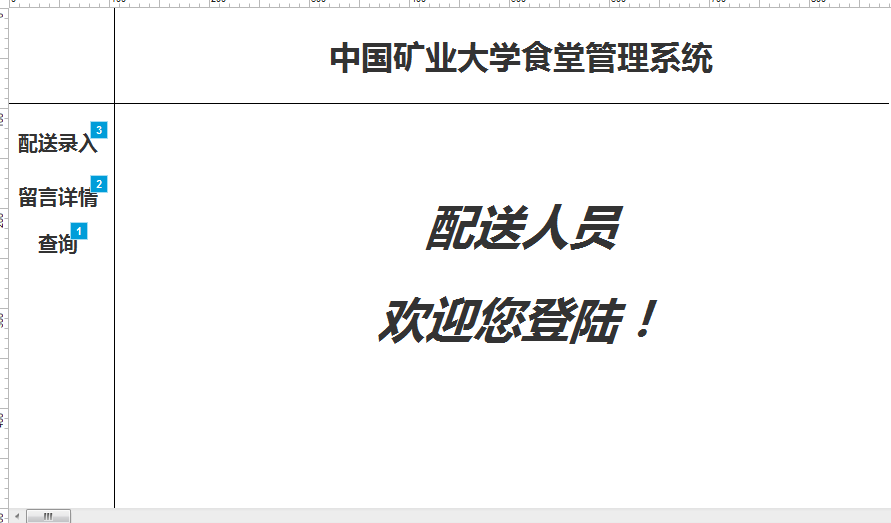 中国矿业大学食堂管理系统
配送录入 3
留言详情 2
查询 1
配送人员
欢迎您登陆！